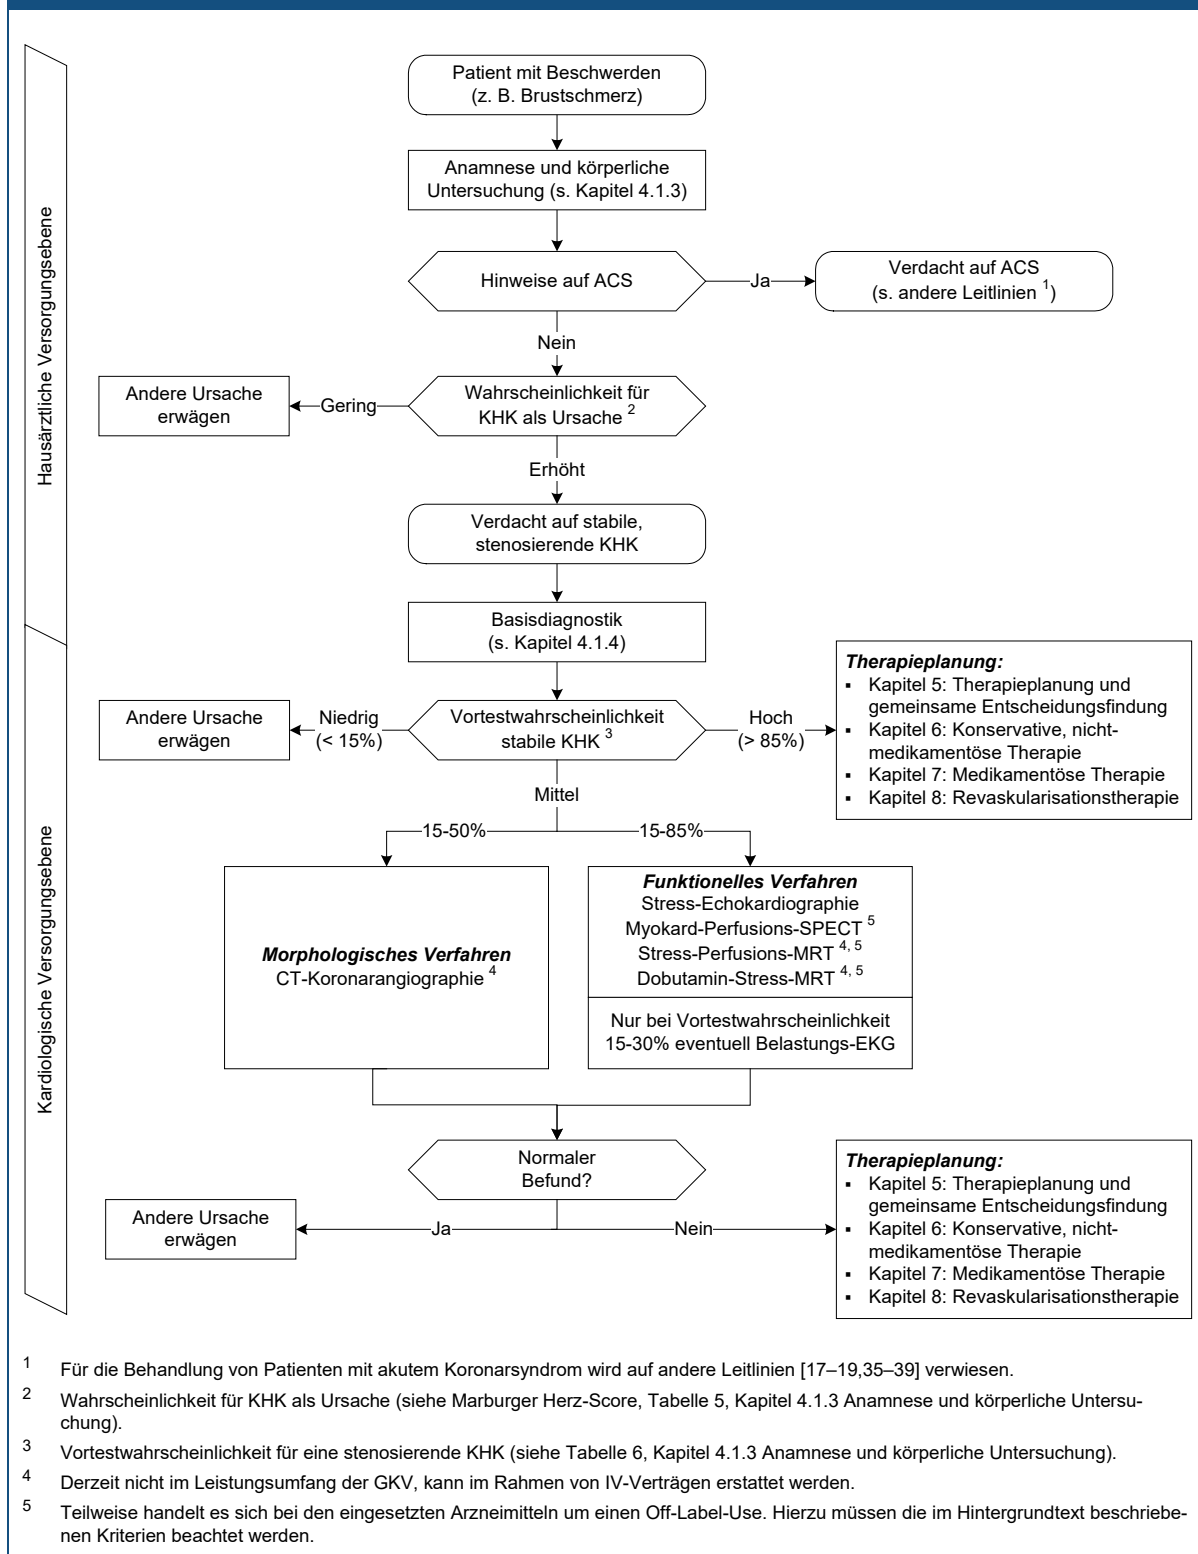 Hausärztliche Versorgungsebene
Patient mit Beschwerden
(z. B. Brustschmerz)
Anamnese und körperliche
Untersuchung (s. Kapitel 4.1.3)
Hinweise auf ACS
Ja
Verdacht auf ACS
(s. andere Leitlinien 1)
Nein
Andere Ursache
erwägen
Gering
Wahrscheinlichkeit für
KHK als Ursache 2
Erhöht
Verdacht auf stabile,
stenosierende KHK
Basisdiagnostik
(s. Kapitel 4.1.4)
Kardiologische Versorgungsebene
Andere Ursache
erwägen
Niedrig
(< 15%)
Vortestwahrscheinlichkeit
stabile KHK 3
Hoch
(> 85%)
Therapieplanung:
▪ Kapitel 5: Therapieplanung und
gemeinsame Entscheidungsfindung
▪ Kapitel 6: Konservative, nicht-
medikamentöse Therapie
▪ Kapitel 7: Medikamentöse Therapie
▪ Kapitel 8: Revaskularisationstherapie
Mittel
15-50%
15-85%
Morphologisches Verfahren
CT-Koronarangiographie 4
Funktionelles Verfahren
Stress-Echokardiographie
Myokard-Perfusions-SPECT 5
Stress-Perfusions-MRT 4, 5
Dobutamin-Stress-MRT 4, 5
Nur bei Vortestwahrscheinlichkeit
15-30% eventuell Belastungs-EKG
Normaler
Befund?
Andere Ursache
erwägen
Ja
Nein
Therapieplanung:
▪ Kapitel 5: Therapieplanung und
gemeinsame Entscheidungsfindung
▪ Kapitel 6: Konservative, nicht-
medikamentöse Therapie
▪ Kapitel 7: Medikamentöse Therapie
▪ Kapitel 8: Revaskularisationstherapie
1 Für die Behandlung von Patienten mit akutem Koronarsyndrom wird auf andere Leitlinien [17–19,35–39] verwiesen.
2 Wahrscheinlichkeit für KHK als Ursache (siehe Marburger Herz-Score, Tabelle 5, Kapitel 4.1.3 Anamnese und körperliche Untersu-
chung).
3 Vortestwahrscheinlichkeit für eine stenosierende KHK (siehe Tabelle 6, Kapitel 4.1.3 Anamnese und körperliche Untersuchung).
4 Derzeit nicht im Leistungsumfang der GKV, kann im Rahmen von IV-Verträgen erstattet werden.
5 Teilweise handelt es sich bei den eingesetzten Arzneimitteln um einen Off-Label-Use. Hierzu müssen die im Hintergrundtext beschriebe-
nen Kriterien beachtet werden.